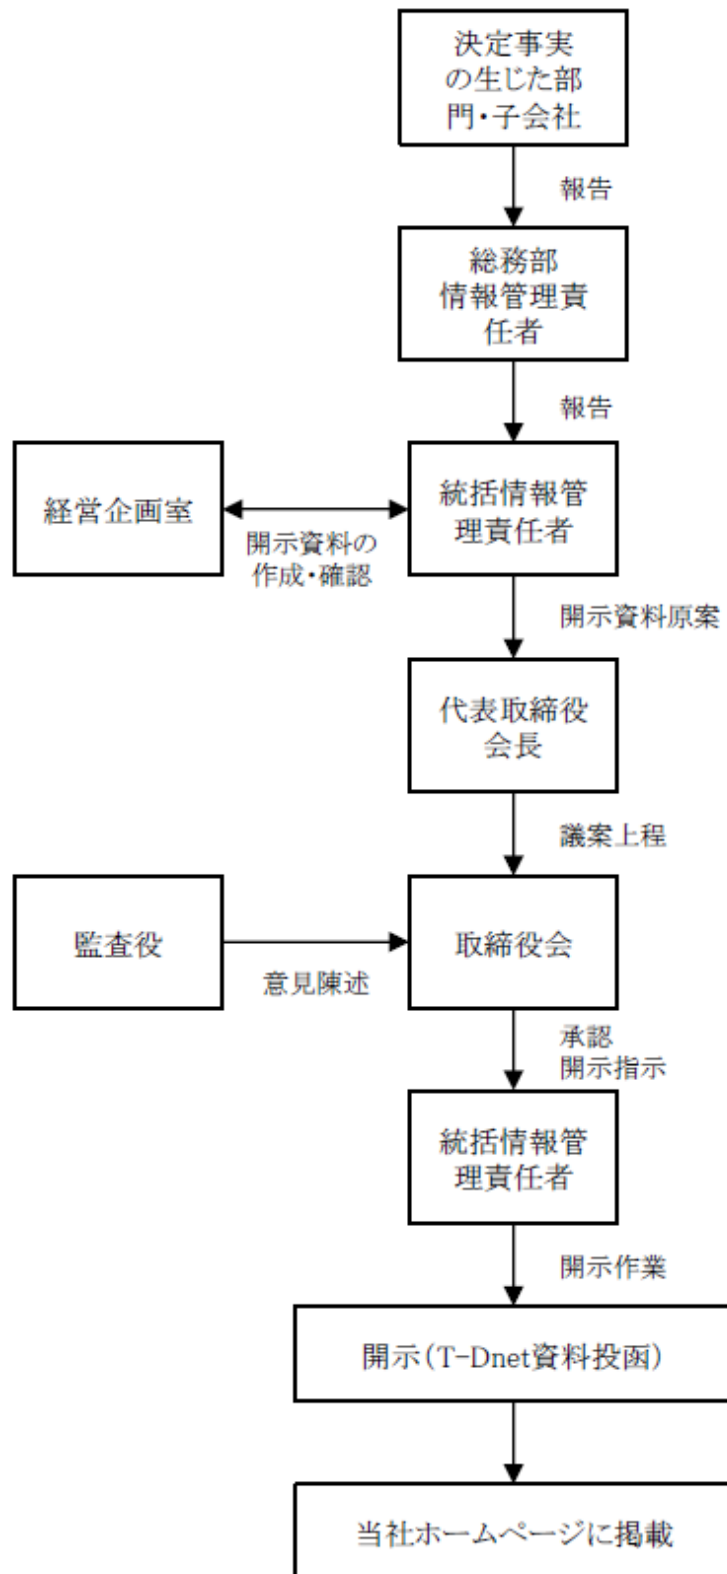 決定事実
の生じた部
門・子会社
報告
総務部
情報管理責
任者
報告
経営企画室
開示資料の
作成・確認
統括情報管
理責任者
開示資料原案
代表取締役
会長
議案上程
監査役
意見陳述
取締役会
承認
開示指示
統括情報管
理責任者
開示作業
開示(T-Dnet資料投函)
当社ホームページに掲載